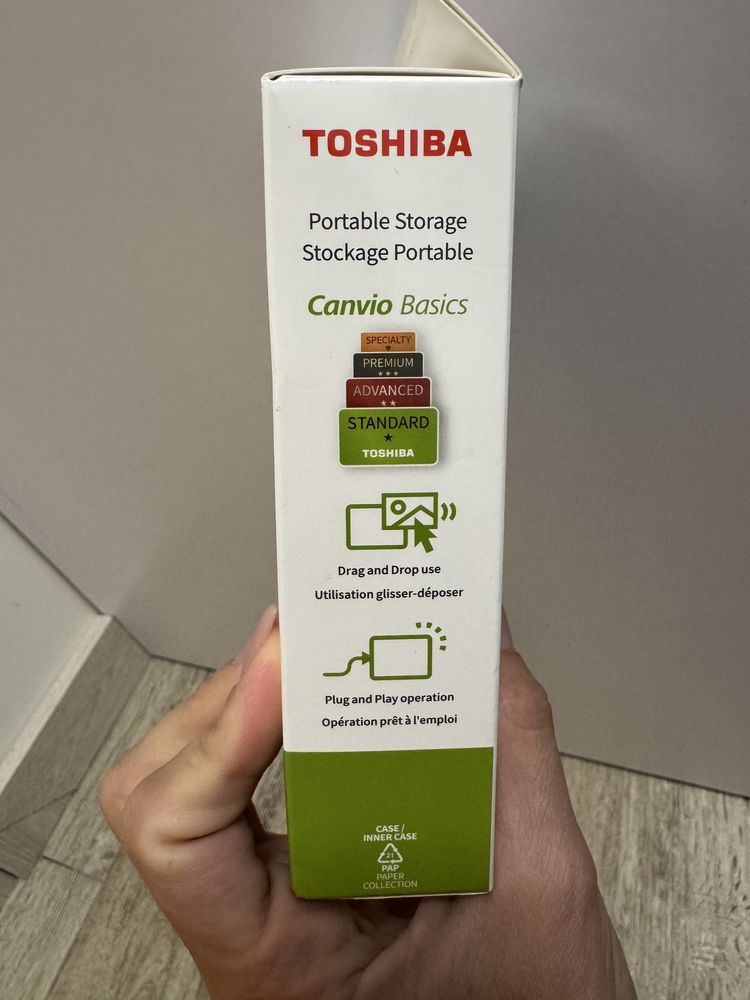 TOSHIBA
Portable Storage
Stockage Portable
Canvio Basics
SPECIALTY
PREMIUM
★★★
ADVANCED
★★
STANDARD
★
TOSHIBA
Drag and Drop use
Utilisation glisser-déposer
Plug and Play operation
Opération prêt à l'emploi
CASE /
INNER CASE
21
PAP
PAPER
COLLECTION